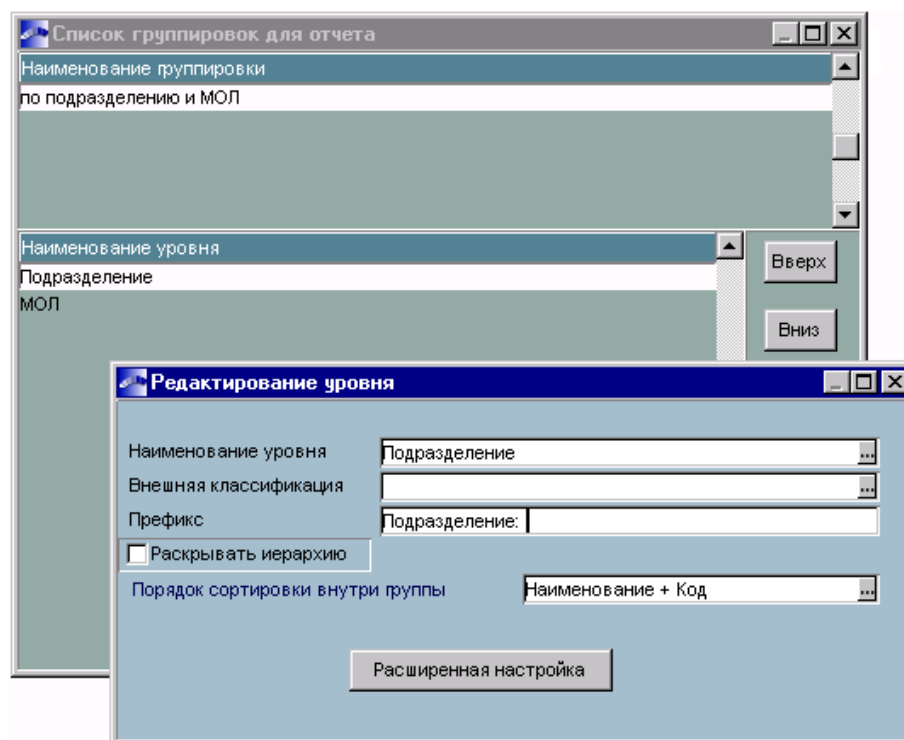 Список группировок для отчета
Наименование группировки
по подразделению и МОЛ
Наименование уровня
Вверх
Подразделение
МОЛ
Вниз
Редактирование уровня
Наименование уровня Подразделение ...
Внешняя классификация ...
Префикс Подразделение:
Раскрывать иерархию
Порядок сортировки внутри группы Наименование + Код ...
Расширенная настройка